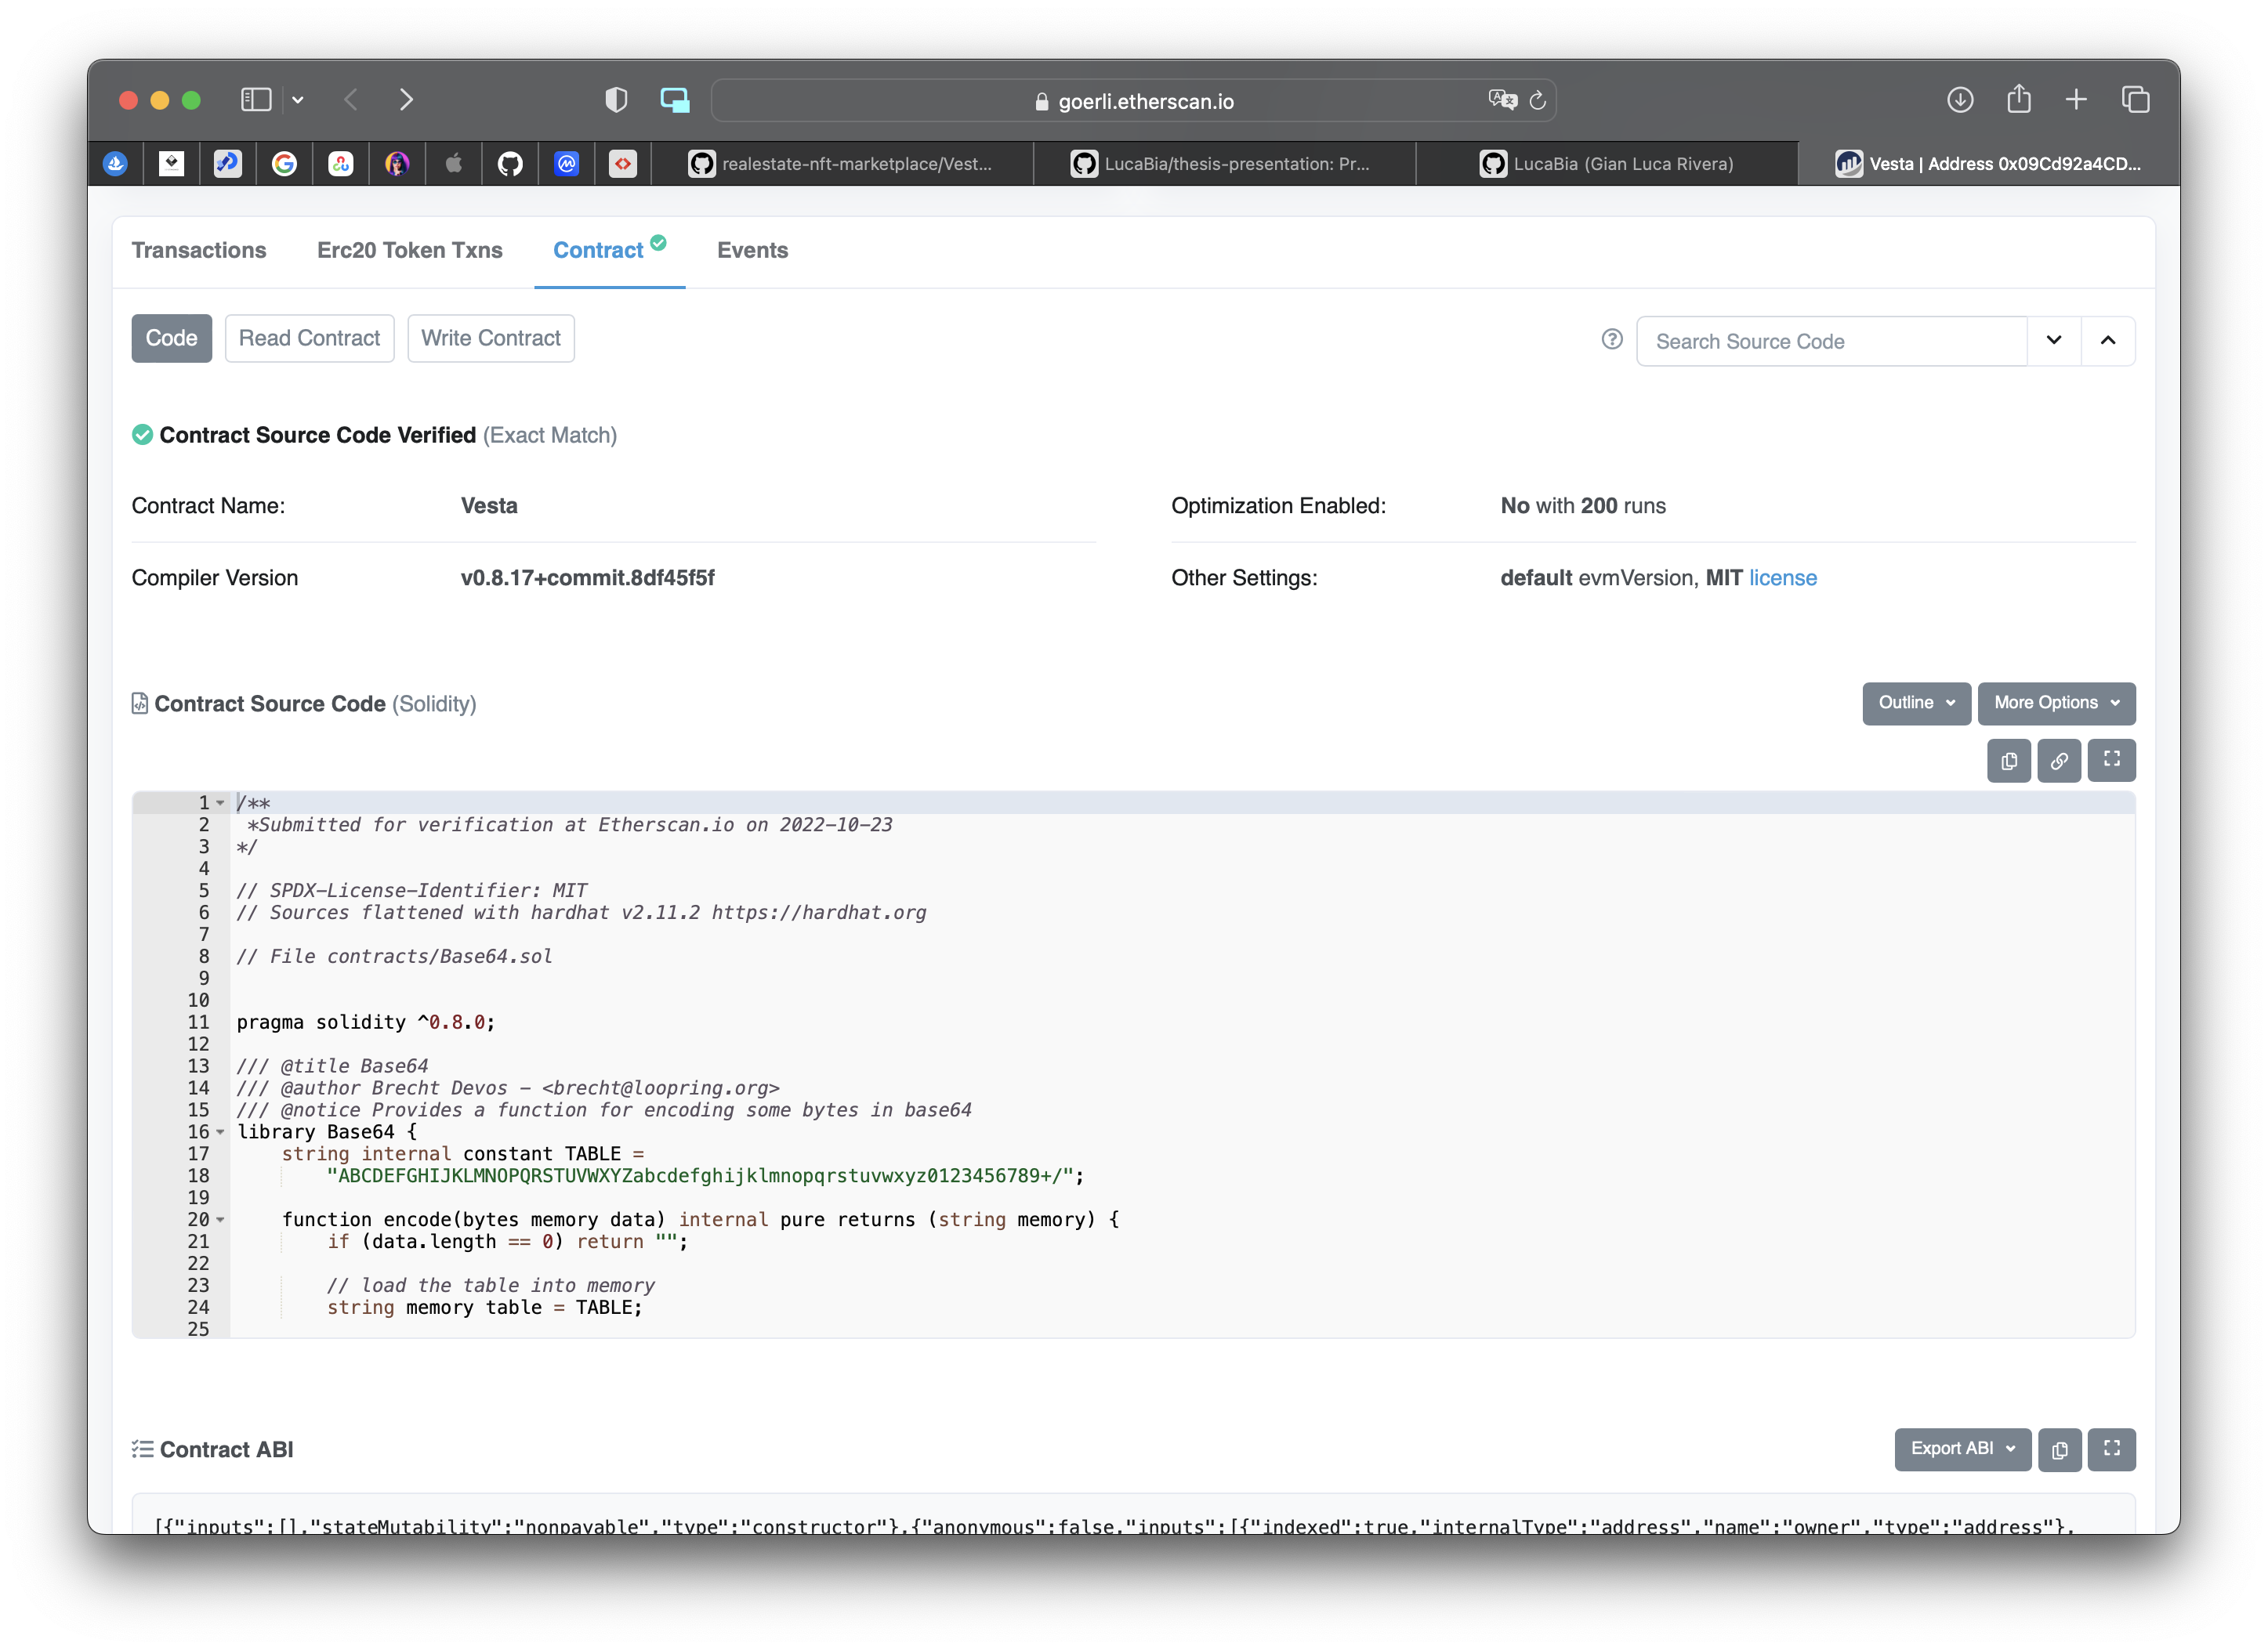 goerli.etherscan.io
realestate-nft-marketplace/Vest...
LucaBia/thesis-presentation: Pr...
LucaBia (Gian Luca Rivera)
Vesta | Address 0x09Cd92a4CD...
Transactions Erc20 Token Txns Contract Events
Code Read Contract Write Contract
Search Source Code
Contract Source Code Verified (Exact Match)
Contract Name: Vesta Optimization Enabled: No with 200 runs
Compiler Version v0.8.17+commit.8df45f5f Other Settings: default evmVersion, MIT license
Contract Source Code (Solidity) Outline More Options
1 /**
2  *Submitted for verification at Etherscan.io on 2022-10-23
3 */
4
5 // SPDX-License-Identifier: MIT
6 // Sources flattened with hardhat v2.11.2 https://hardhat.org
7
8 // File contracts/Base64.sol
9
10
11 pragma solidity ^0.8.0;
12
13 /// @title Base64
14 /// @author Brecht Devos - <brecht@loopring.org>
15 /// @notice Provides a function for encoding some bytes in base64
16 library Base64 {
17     string internal constant TABLE =
18         "ABCDEFGHIJKLMNOPQRSTUVWXYZabcdefghijklmnopqrstuvwxyz0123456789+/";
19
20     function encode(bytes memory data) internal pure returns (string memory) {
21         if (data.length == 0) return "";
22
23         // load the table into memory
24         string memory table = TABLE;
25
Contract ABI Export ABI
[{"inputs":[],"stateMutability":"nonpayable","type":"constructor"},{"anonymous":false,"inputs":[{"indexed":true,"internalType":"address","name":"owner","type":"address"},